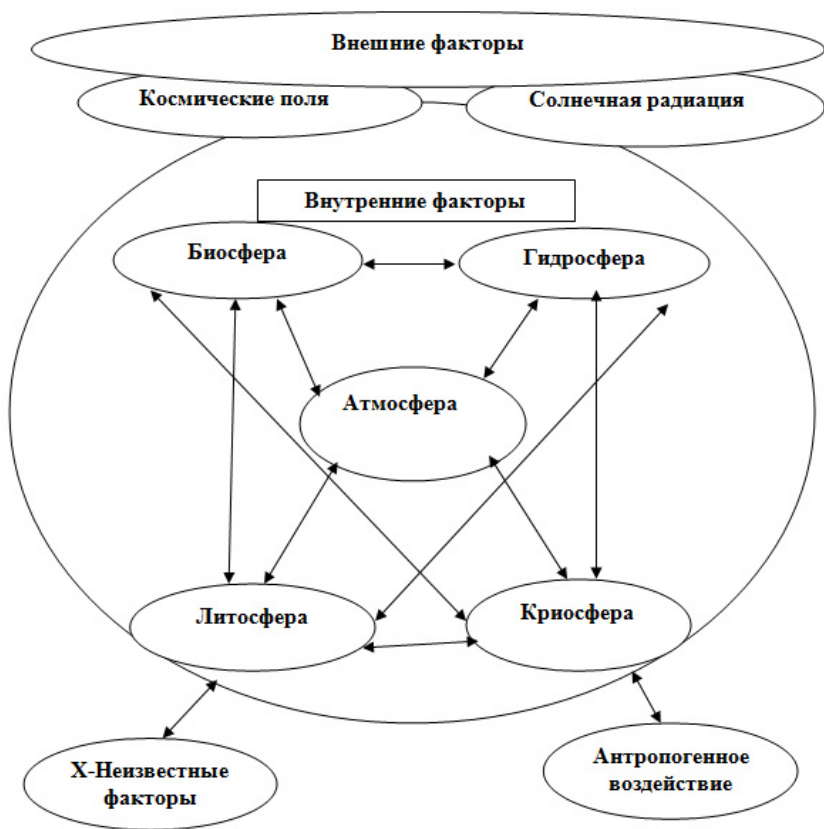 Внешние факторы
Космические поля
Солнечная радиация
Внутренние факторы
Биосфера
Гидросфера
Атмосфера
Литосфера
Криосфера
Х-Неизвестные
факторы
Антропогенное
воздействие